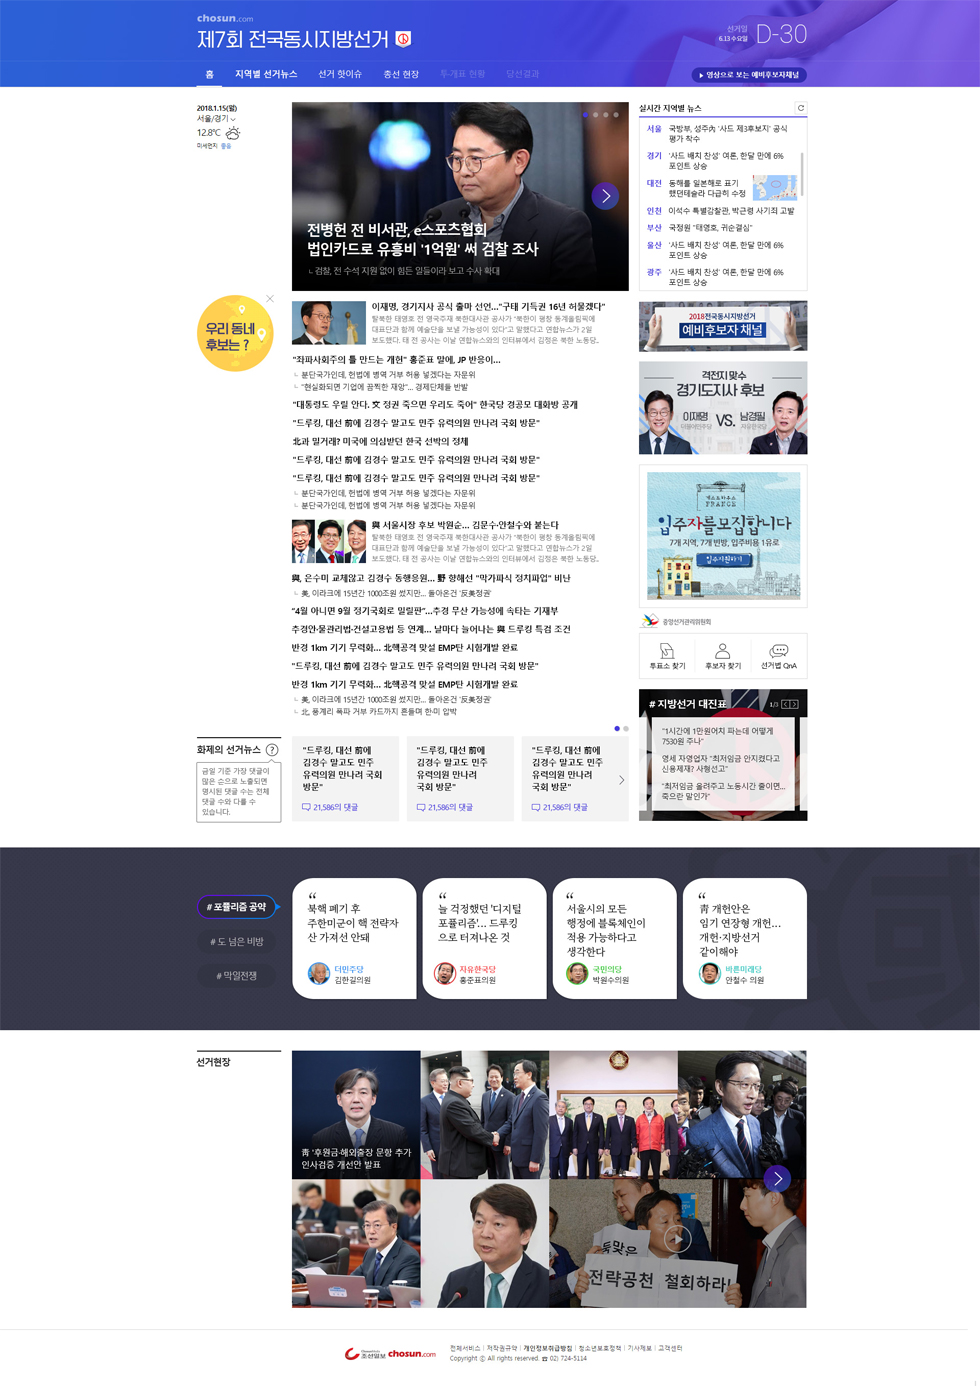 chosun.com
제7회 전국동시지방선거
선거일
6.13 수요일
D-30
홈 지역별 선거뉴스 선거 핫이슈 총선 현장 투·개표 현황 당선결과
영상으로 보는 예비후보자채널
2018.1.15(월)
서울/경기
12.8℃
미세먼지 좋음
우리 동네
후보는 ?
전병헌 전 비서관, e스포츠협회
법인카드로 유흥비 '1억원' 써 검찰 조사
ㄴ검찰, 전 수석 지원 없이 힘든 일들이라 보고 수사 확대
이재명, 경기지사 공식 출마 선언..."구태 기득권 16년 허물겠다"
탈북한 태영호 전 영국주재 북한대사관 공사가 "북한이 평창 동계올림픽에
대표단과 함께 예술단을 보낼 가능성이 있다"고 말했다고 연합뉴스가 2일
보도했다. 태 전 공사는 이날 연합뉴스와의 인터뷰에서 김정은 북한 노동당..
"좌파사회주의 틀 만드는 개헌" 홍준표 말에, JP 반응이...
ㄴ 분단국가인데, 헌법에 병역 거부 허용 넣겠다는 자문위
ㄴ "현실화되면 기업에 끔찍한 재앙"... 경제단체들 반발
"대통령도 우릴 안다. 文 정권 죽으면 우리도 죽어" 한국당 경공모 대화방 공개
"드루킹, 대선 前에 김경수 말고도 민주 유력의원 만나려 국회 방문"
北과 밀거래? 미국에 의심받던 한국 선박의 정체
"드루킹, 대선 前에 김경수 말고도 민주 유력의원 만나려 국회 방문"
"드루킹, 대선 前에 김경수 말고도 민주 유력의원 만나려 국회 방문"
ㄴ 분단국가인데, 헌법에 병역 거부 허용 넣겠다는 자문위
ㄴ 분단국가인데, 헌법에 병역 거부 허용 넣겠다는 자문위
與 서울시장 후보 박원순... 김문수·안철수와 붙는다
탈북한 태영호 전 영국주재 북한대사관 공사가 "북한이 평창 동계올림픽에
대표단과 함께 예술단을 보낼 가능성이 있다"고 말했다고 연합뉴스가 2일
보도했다. 태 전 공사는 이날 연합뉴스와의 인터뷰에서 김정은 북한 노동당..
與, 은수미 교체않고 김경수 동행응원... 野 향해선 "막가파식 정치파업" 비난
ㄴ 美, 이라크에 15년간 1000조원 썼지만... 돌아온건 '反美정권'
"4월 아니면 9월 정기국회로 밀릴판"...추경 무산 가능성에 속타는 기재부
추경안·물관리법·건설고용법 등 연계... 날마다 늘어나는 與 드루킹 특검 조건
반경 1km 기기 무력화... 北핵공격 맞설 EMP탄 시험개발 완료
"드루킹, 대선 前에 김경수 말고도 민주 유력의원 만나려 국회 방문"
반경 1km 기기 무력화... 北핵공격 맞설 EMP탄 시험개발 완료
ㄴ 美, 이라크에 15년간 1000조원 썼지만... 돌아온건 '反美정권'
ㄴ 北, 풍계리 폭파 거부 카드까지 흔들며 한·미 압박
실시간 지역별 뉴스
서울 국방부, 성주內 '사드 제3후보지' 공식
평가 착수
경기 '사드 배치 찬성' 여론, 한달 만에 6%
포인트 상승
대전 동해를 일본해로 표기
했던테슬라 다급히 수정
인천 이석수 특별감찰관, 박근령 사기죄 고발
부산 국정원 "태영호, 귀순결심"
울산 '사드 배치 찬성' 여론, 한달 만에 6%
포인트 상승
광주 '사드 배치 찬성' 여론, 한달 만에 6%
포인트 상승
2018전국동시지방선거
예비후보자 채널
격전지 맞수
경기도지사 후보
이재명 VS. 남경필
더불어민주당 자유한국당
게스트하우스
FRANCE
입주자를모집합니다
7개 지역, 7개 빈방, 입주비용 1유로
입주지원하기
중앙선거관리위원회
투표소 찾기 후보자 찾기 선거법 QnA
# 지방선거 대진표 1/3
"1시간에 1만원어치 파는데 어떻게
7530원 주나"
영세 자영업자 "최저임금 안지켰다고
신용제재? 사형선고"
"최저임금 올려주고 노동시간 줄이면...
죽으란 말인가"
화제의 선거뉴스 ?
금일 기준 가장 댓글이
많은 순으로 노출되면
명시된 댓글 수는 전체
댓글 수와 다를 수
있습니다.
"드루킹, 대선 前에
김경수 말고도 민주
유력의원 만나려 국회
방문"
21,586의 댓글
"드루킹, 대선 前에
김경수 말고도 민주
유력의원 만나려
국회 방문"
21,586의 댓글
"드루킹, 대선 前에
김경수 말고도 민주
유력의원 만나려
국회 방문"
21,586의 댓글
# 포퓰리즘 공약
# 도 넘은 비방
# 막일전쟁
“
북핵 폐기 후
주한미군이 핵 전략자
산 가져선 안돼
더민주당
김한길의원
“
늘 걱정했던 '디지털
포퓰리즘'... 드루킹
으로 터져나온 것
자유한국당
홍준표의원
“
서울시의 모든
행정에 블록체인이
적용 가능하다고
생각한다
국민의당
박원수의원
“
靑 개헌안은
임기 연장형 개헌...
개헌·지방선거
같이해야
바른미래당
안철수 의원
선거현장
靑 '후원금·해외출장 문항 추가
인사검증 개선안 발표
전략공천 철회하라!
조선일보 chosun.com
전체서비스 | 저작권규약 | 개인정보취급방침 | 청소년보호정책 | 기사제보 | 고객센터
Copyright ⓒ All rights reserved. ☎ 02) 724-5114